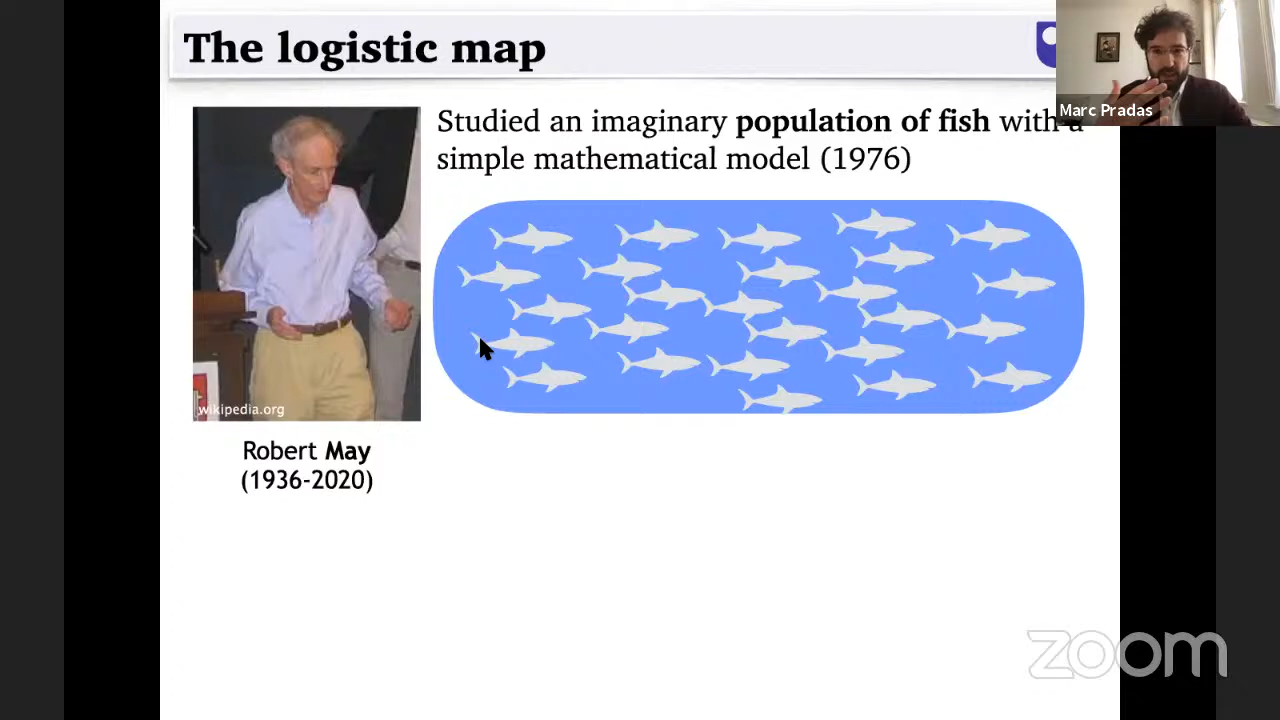 The logistic map
Marc Pradas
Studied an imaginary population of fish with a
simple mathematical model (1976)
wikipedia.org
Robert May
(1936-2020)
zoom